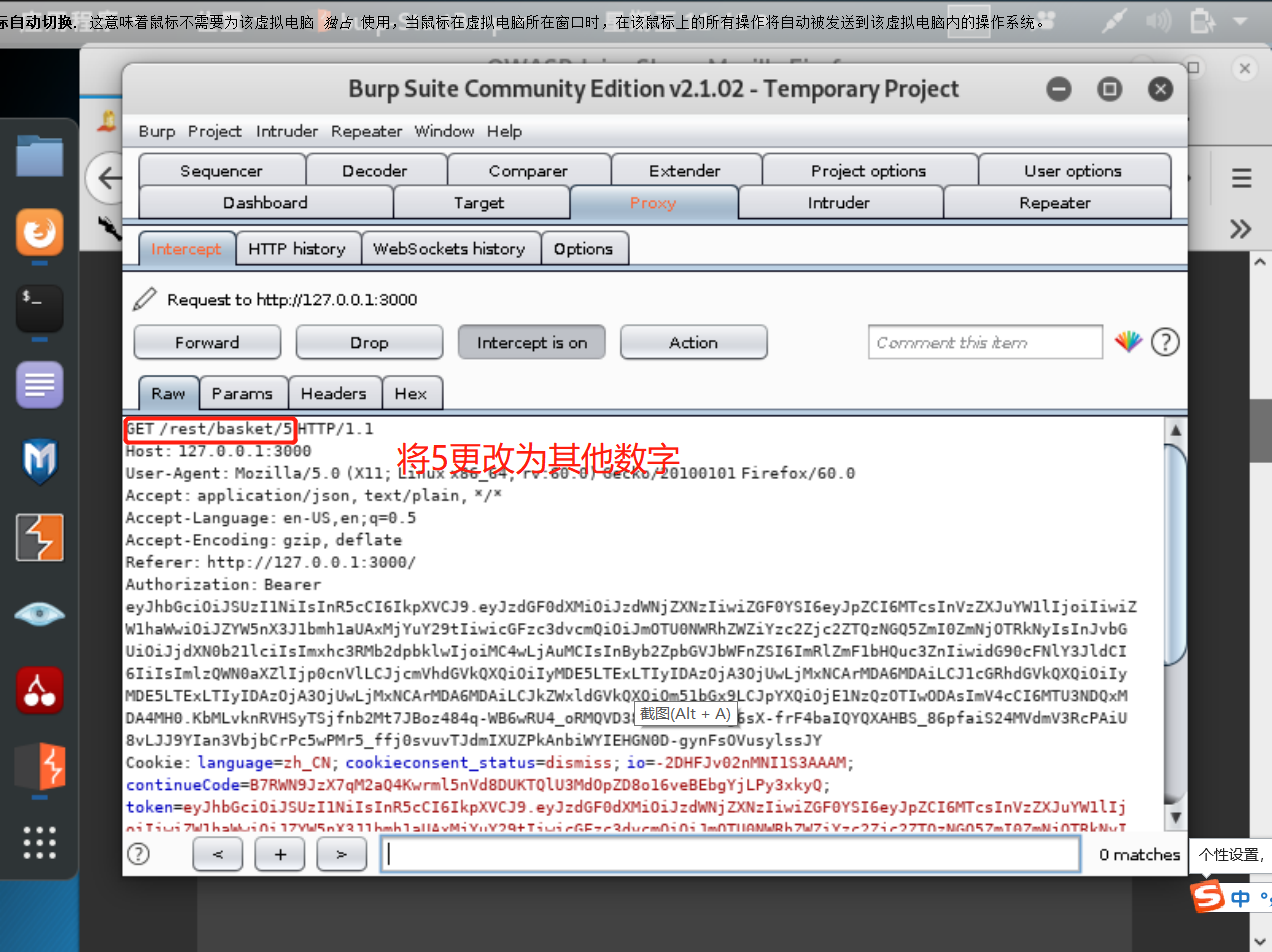 标自动切换. 这意味着鼠标不需要为该虚拟电脑 独占 使用，当鼠标在虚拟电脑所在窗口时，在该鼠标上的所有操作将自动被发送到该虚拟电脑内的操作系统。
Burp Suite Community Edition v2.1.02 - Temporary Project
Burp Project Intruder Repeater Window Help
Sequencer Decoder Comparer Extender Project options User options
Dashboard Target Proxy Intruder Repeater
Intercept HTTP history WebSockets history Options
Request to http://127.0.0.1:3000
Forward Drop Intercept is on Action Comment this item
Raw Params Headers Hex
GET /rest/basket/5 HTTP/1.1
将5更改为其他数字
Host: 127.0.0.1:3000
User-Agent: Mozilla/5.0 (X11; Linux x86_64; rv:60.0) Gecko/20100101 Firefox/60.0
Accept: application/json, text/plain, */*
Accept-Language: en-US,en;q=0.5
Accept-Encoding: gzip, deflate
Referer: http://127.0.0.1:3000/
Authorization: Bearer
eyJhbGciOiJSUzI1NiIsInR5cCI6IkpXVCJ9.eyJzdGF0dXMiOiJzdWNjZXNzIiwiZGF0YSI6eyJpZCI6MTcsInVzZXJuYW1lIjoiIiwiZ
W1haWwiOiJZYW5nX3J1bmh1aUAxMjYuY29tIiwicGFzc3dvcmQiOiJmOTU0NWRhZWZiYzc2Zjc2ZTQzNGQ5ZmI0ZmNjOTRkNyIsInJvbG
UiOiJjdXN0b21lciIsImxhc3RMb2dpbklwIjoiMC4wLjAuMCIsInByb2ZpbGVJbWFnZSI6ImRlZmF1bHQuc3ZnIiwidG90cFNlY3JldCI
6IiIsImlzQWN0aXZlIjp0cnVlLCJjcmVhdGVkQXQiOiIyMDE5LTExLTIyIDAzOjA3OjUwLjMxNCArMDA6MDAiLCJ1cGRhdGVkQXQiOiIy
MDE5LTExLTIyIDAzOjA3OjUwLjMxNCArMDA6MDAiLCJkZWxldGVkQXQiOm51bGx9LCJpYXQiOjE1NzQzOTIwODAsImV4cCI6MTU3NDQxM
截图(Alt + A)
8vLJJ9YIan3VbjbCrPc5wPMr5_ffj0svuvTJdmIXUZPkAnbiWYIEHGN0D-gynFsOVusylssJY
Cookie: language=zh_CN; cookieconsent_status=dismiss; io=-2DHFJv02nMNI1S3AAAM;
continueCode=B7RWN9JzX7qM2aQ4Kwrml5nVd8DUKTQlU3MdOpZD8o16veBEbgYjLPy3xkyQ;
token=eyJhbGciOiJSUzI1NiIsInR5cCI6IkpXVCJ9.eyJzdGF0dXMiOiJzdWNjZXNzIiwiZGF0YSI6eyJpZCI6MTcsInVzZXJuYW1lIj
< + > 0 matches
个性设置,
中